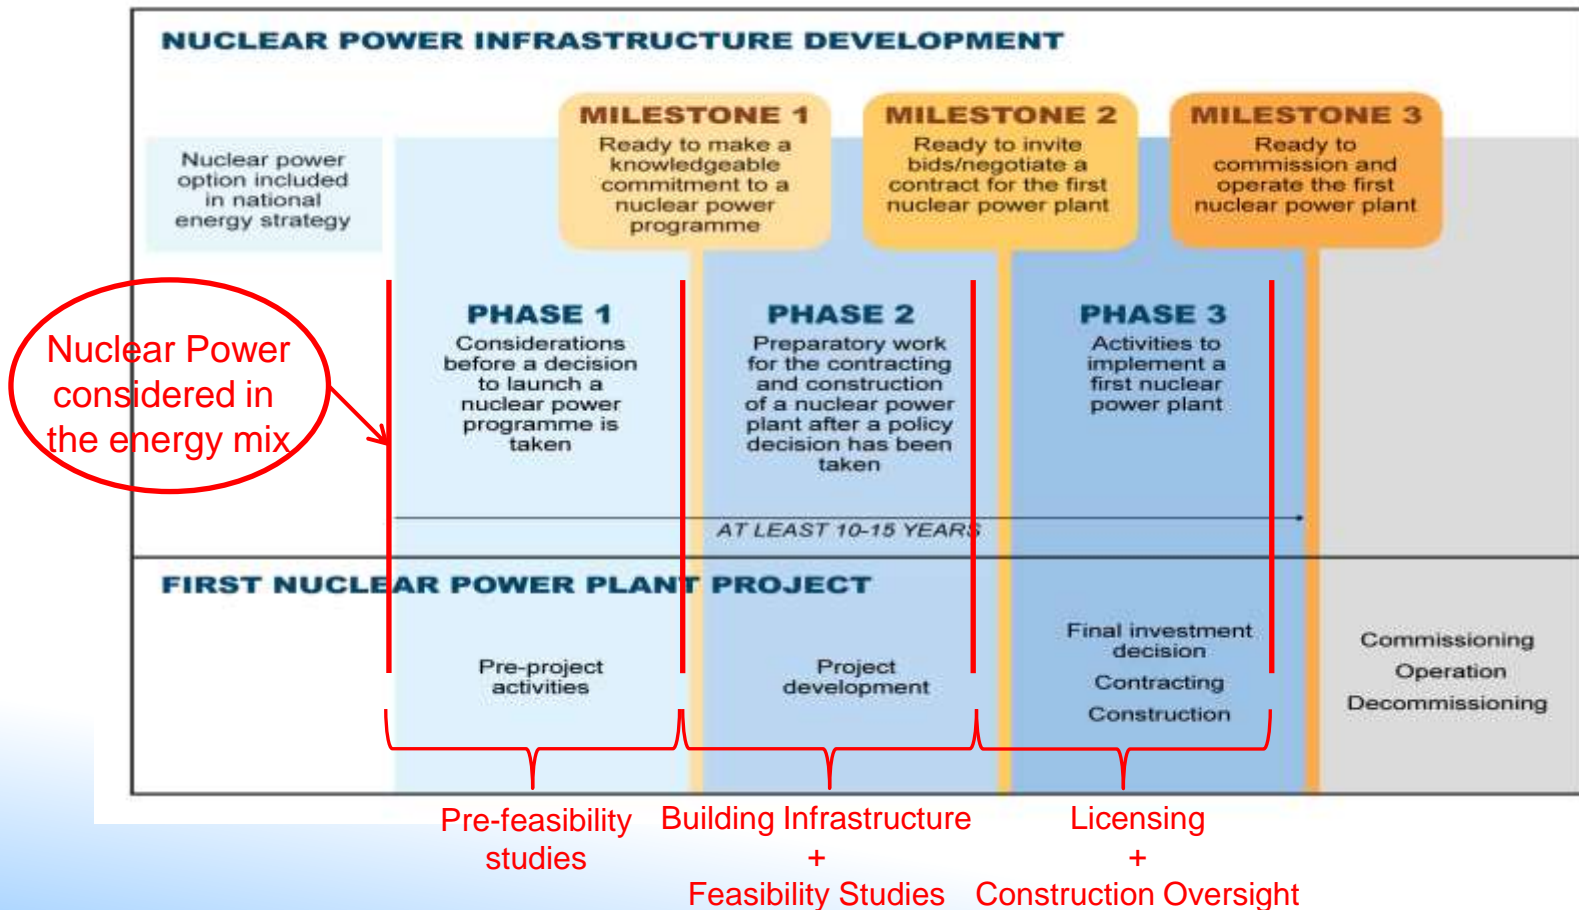 NUCLEAR POWER INFRASTRUCTURE DEVELOPMENT
Nuclear power
option included
in national
energy strategy
MILESTONE 1
Ready to make a
knowledgeable
commitment to a
nuclear power
programme
MILESTONE 2
Ready to invite
bids/negotiate a
contract for the first
nuclear power plant
MILESTONE 3
Ready to
commission and
operate the first
nuclear power plant
Nuclear Power
considered in
the energy mix
PHASE 1
Considerations
before a decision
to launch a
nuclear power
programme is
taken
PHASE 2
Preparatory work
for the contracting
and construction
of a nuclear power
plant after a policy
decision has been
taken
PHASE 3
Activities to
implement a
first nuclear
power plant
AT LEAST 10-15 YEARS
FIRST NUCLEAR POWER PLANT PROJECT
Pre-project
activities
Project
development
Final investment
decision
Contracting
Construction
Commissioning
Operation
Decommissioning
Pre-feasibility
studies
Building Infrastructure
+
Feasibility Studies
Licensing
+
Construction Oversight